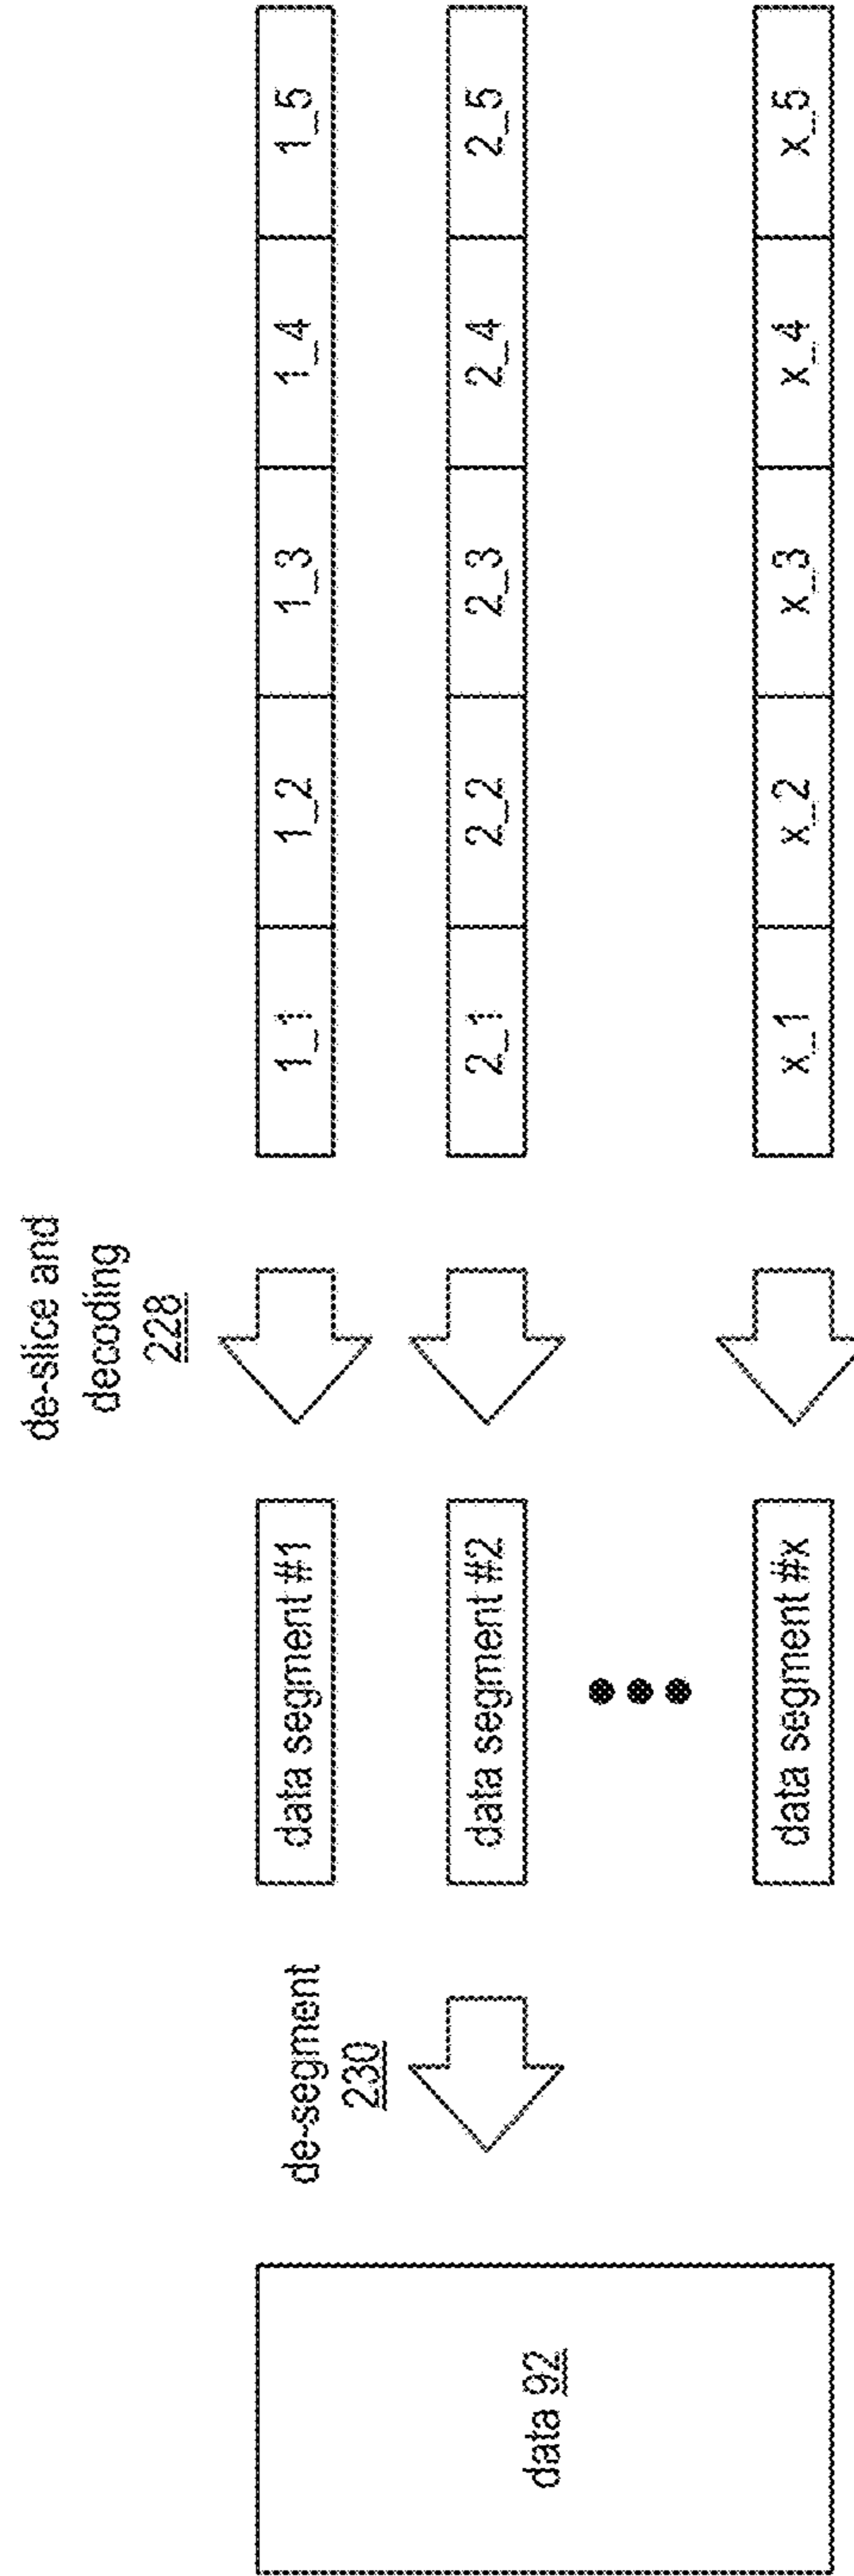 de-slice and
decoding
228
de-segment
230
data 92
data segment #1
1_1
1_2
1_3
1_4
1_5
data segment #2
2_1
2_2
2_3
2_4
2_5
data segment #x
x_1
x_2
x_3
x_4
x_5